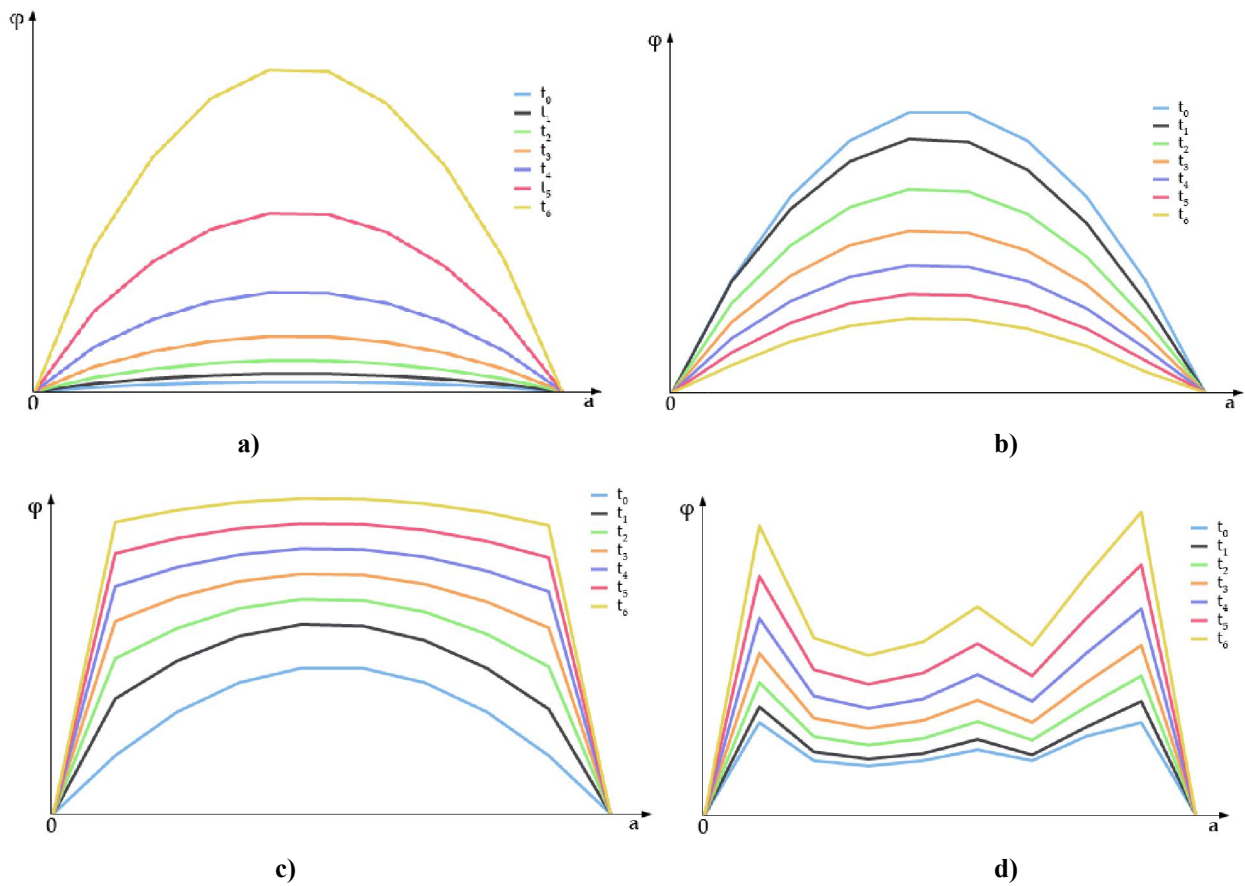 φ
t₀
t₁
t₂
t₃
t₄
t₅
t₆
0
a
a)
φ
t₀
t₁
t₂
t₃
t₄
t₅
t₆
0
a
b)
φ
t₀
t₁
t₂
t₃
t₄
t₅
t₆
0
a
c)
φ
t₀
t₁
t₂
t₃
t₄
t₅
t₆
0
a
d)